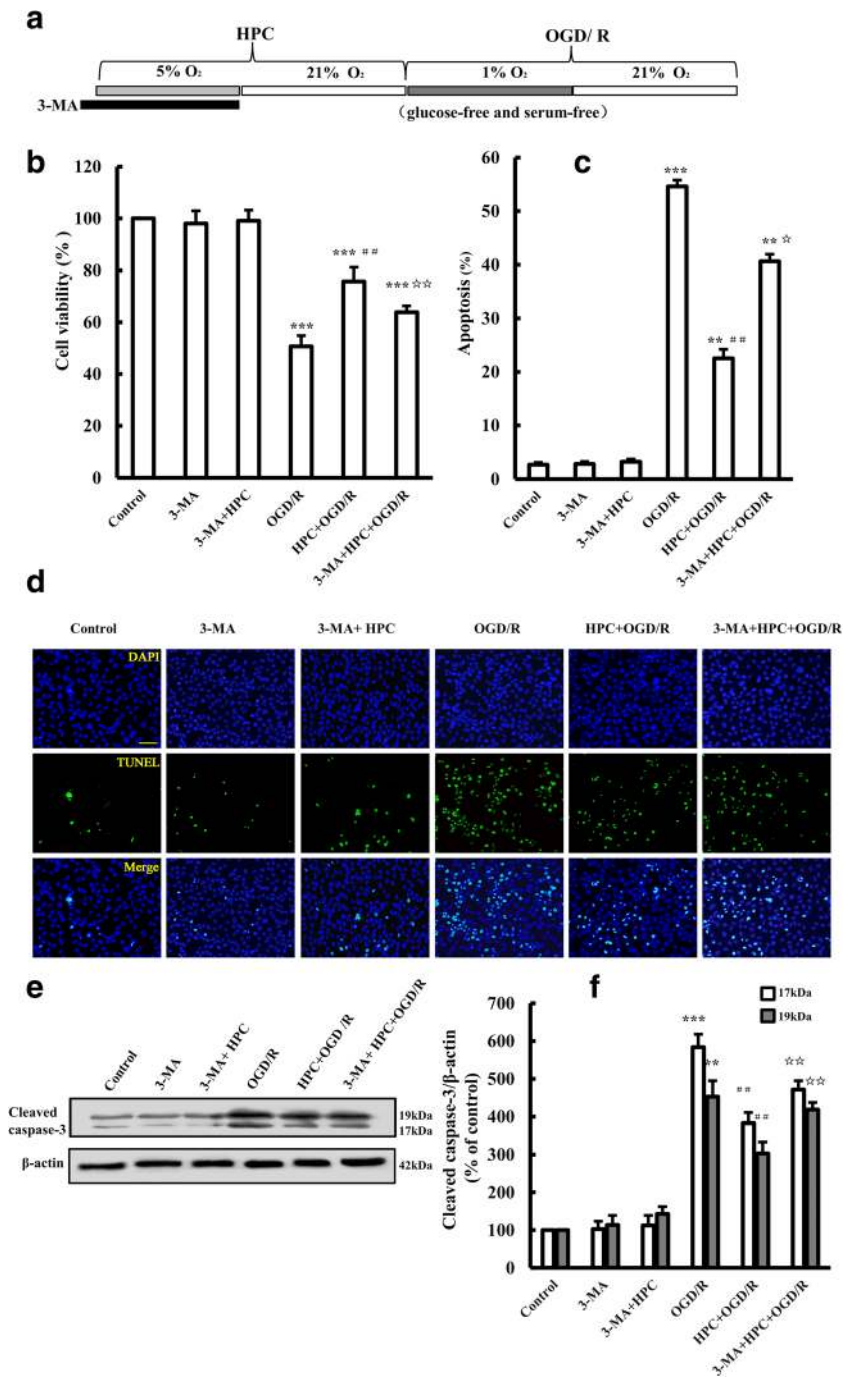 a
HPC
OGD/ R
5% O₂
21% O₂
1% O₂
21% O₂
3-MA
(glucose-free and serum-free)
b
Cell viability (% )
120
100
80
60
40
20
0
***
*** ##
*** ☆☆
Control
3-MA
3-MA+HPC
OGD/R
HPC+OGD/R
3-MA+HPC+OGD/R
c
Apoptosis (%)
60
50
40
30
20
10
0
***
** ##
** ☆
Control
3-MA
3-MA+HPC
OGD/R
HPC+OGD/R
3-MA+HPC+OGD/R
d
Control
3-MA
3-MA+ HPC
OGD/R
HPC+OGD/R
3-MA+HPC+OGD/R
DAPI
TUNEL
Merge
e
Control
3-MA
3-MA+ HPC
OGD/R
HPC+OGD /R
3-MA+ HPC+OGD/R
Cleaved
caspase-3
19kDa
17kDa
β-actin
42kDa
f
Cleaved caspase-3/β-actin
(% of control)
700
600
500
400
300
200
100
0
17kDa
19kDa
***
**
##
##
☆☆
☆☆
Control
3-MA
3-MA+HPC
OGD/R
HPC+OGD/R
3-MA+HPC+OGD/R